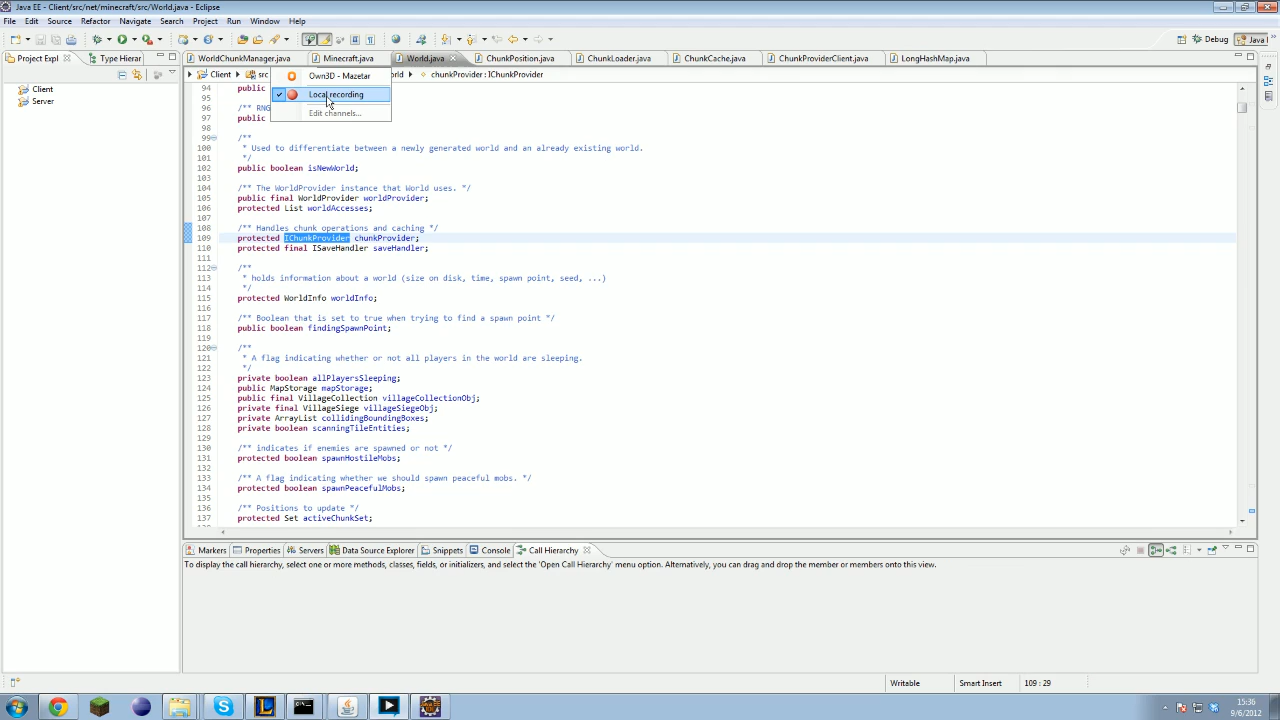 Java EE - Client/src/net/minecraft/src/World.java - Eclipse
File Edit Source Refactor Navigate Search Project Run Window Help
Debug Java
Project Expl Type Hierar WorldChunkManager.java Minecraft.java World.java ChunkPosition.java ChunkLoader.java ChunkCache.java ChunkProviderClient.java LongHashMap.java
Client src orld chunkProvider : IChunkProvider
Own3D - Mazetar
Local recording
Edit channels...
Client
Server
94 public
95
96 /** RNG
97 public
98
99 /**
100 * Used to differentiate between a newly generated world and an already existing world.
101 */
102 public boolean isNewWorld;
103
104 /** The WorldProvider instance that World uses. */
105 public final WorldProvider worldProvider;
106 protected List worldAccesses;
107
108 /** Handles chunk operations and caching */
109 protected IChunkProvider chunkProvider;
110 protected final ISaveHandler saveHandler;
111
112 /**
113 * holds information about a world (size on disk, time, spawn point, seed, ...)
114 */
115 protected WorldInfo worldInfo;
116
117 /** Boolean that is set to true when trying to find a spawn point */
118 public boolean findingSpawnPoint;
119
120 /**
121 * A flag indicating whether or not all players in the world are sleeping.
122 */
123 private boolean allPlayersSleeping;
124 public MapStorage mapStorage;
125 public final VillageCollection villageCollectionObj;
126 private final VillageSiege villageSiegeObj;
127 private ArrayList collidingBoundingBoxes;
128 private boolean scanningTileEntities;
129
130 /** indicates if enemies are spawned or not */
131 protected boolean spawnHostileMobs;
132
133 /** A flag indicating whether we should spawn peaceful mobs. */
134 protected boolean spawnPeacefulMobs;
135
136 /** Positions to update */
137 protected Set activeChunkSet;
Markers Properties Servers Data Source Explorer Snippets Console Call Hierarchy
To display the call hierarchy, select one or more methods, classes, fields, or initializers, and select the 'Open Call Hierarchy' menu option. Alternatively, you can drag and drop the member or members onto this view.
Writable Smart Insert 109 : 29
15:36
9/6/2012